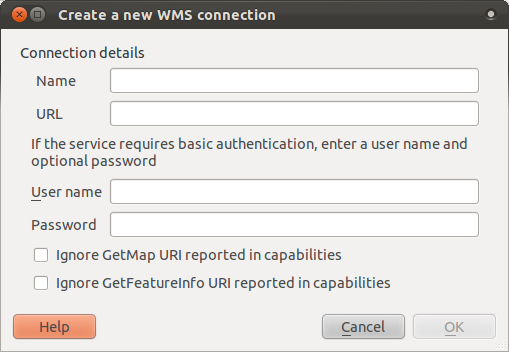 Create a new WMS connection
Connection details
Name
URL
If the service requires basic authentication, enter a user name and
optional password
User name
Password
Ignore GetMap URI reported in capabilities
Ignore GetFeatureInfo URI reported in capabilities
Help Cancel OK